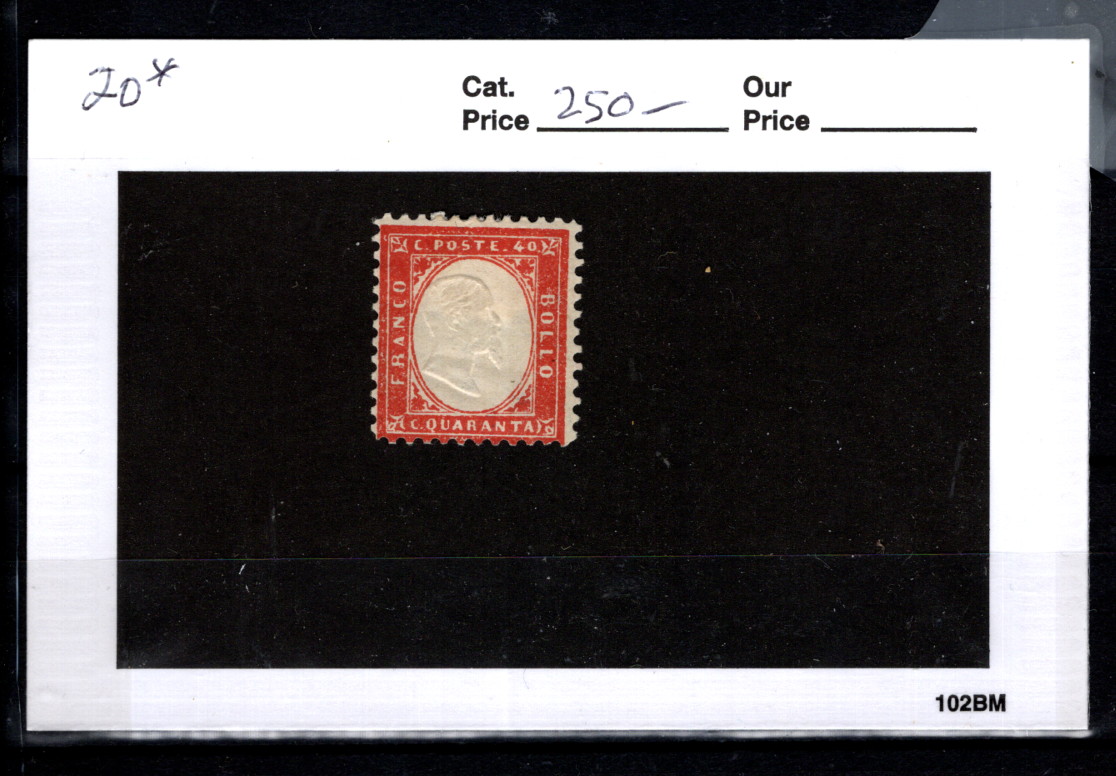 20*
Cat. Price 250-
Our Price
C. POSTE. 40.
FRANCO
BOLLO
C. QUARANTA
102BM